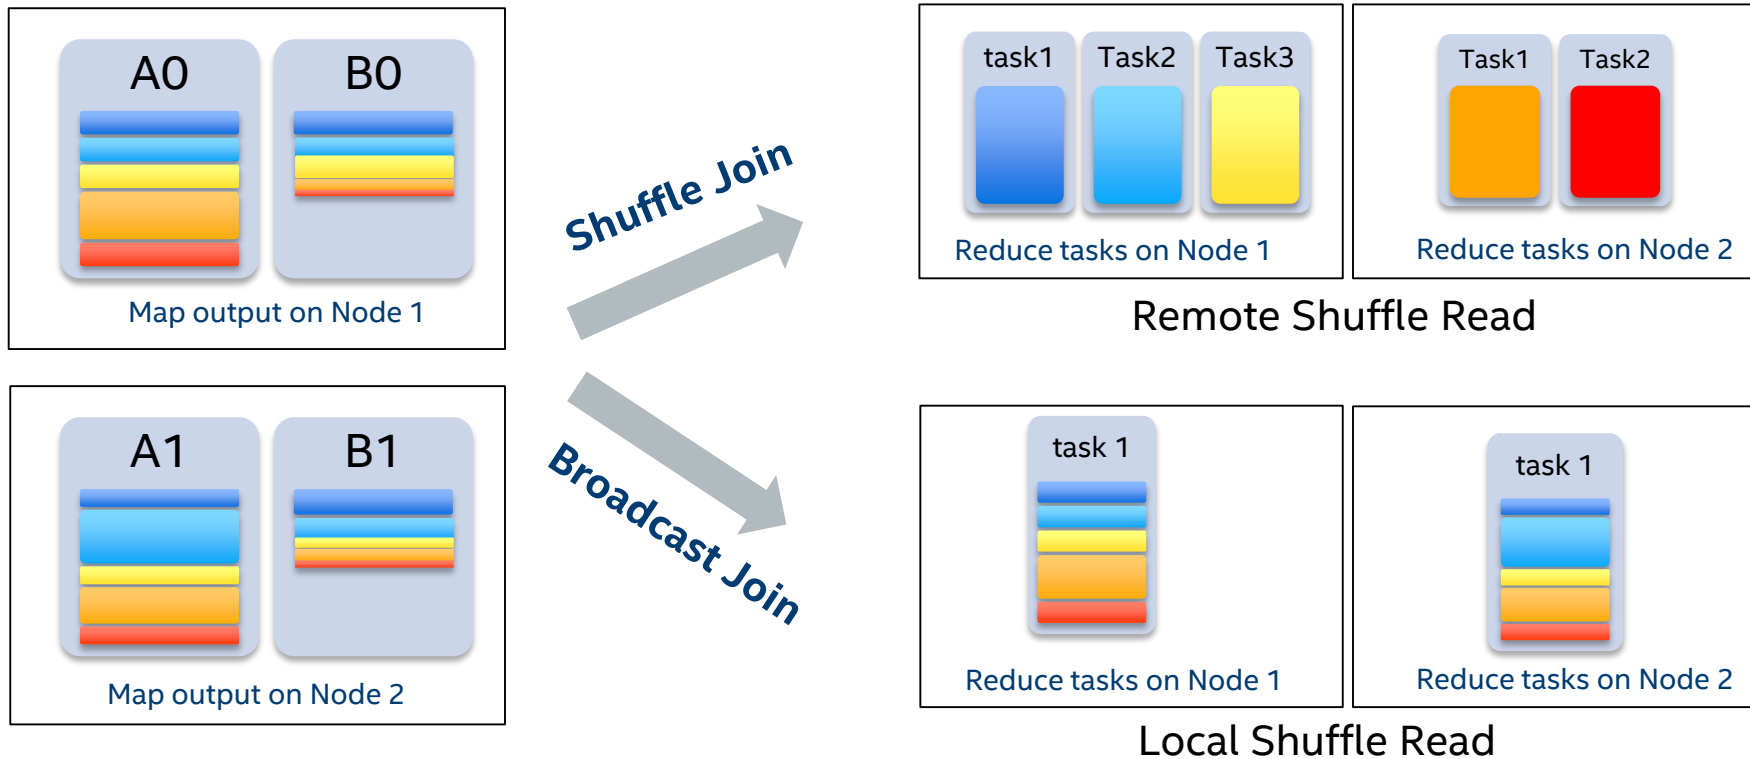 A0
B0
Map output on Node 1
A1
B1
Map output on Node 2
Shuffle Join
Broadcast Join
task1
Task2
Task3
Reduce tasks on Node 1
Task1
Task2
Reduce tasks on Node 2
Remote Shuffle Read
task 1
Reduce tasks on Node 1
task 1
Reduce tasks on Node 2
Local Shuffle Read